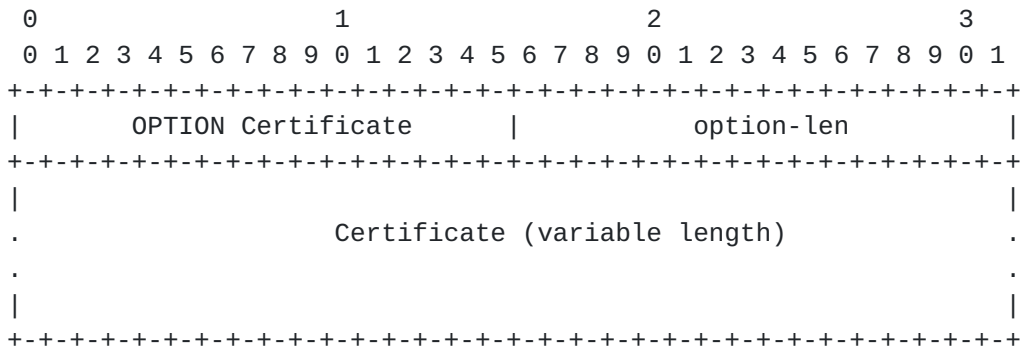 0                   1                   2                   3
 0 1 2 3 4 5 6 7 8 9 0 1 2 3 4 5 6 7 8 9 0 1 2 3 4 5 6 7 8 9 0 1
+-+-+-+-+-+-+-+-+-+-+-+-+-+-+-+-+-+-+-+-+-+-+-+-+-+-+-+-+-+-+-+-+
|       OPTION Certificate      |           option-len          |
+-+-+-+-+-+-+-+-+-+-+-+-+-+-+-+-+-+-+-+-+-+-+-+-+-+-+-+-+-+-+-+-+
|                                                               |
.                    Certificate (variable length)              .
.                                                               .
|                                                               |
+-+-+-+-+-+-+-+-+-+-+-+-+-+-+-+-+-+-+-+-+-+-+-+-+-+-+-+-+-+-+-+-+